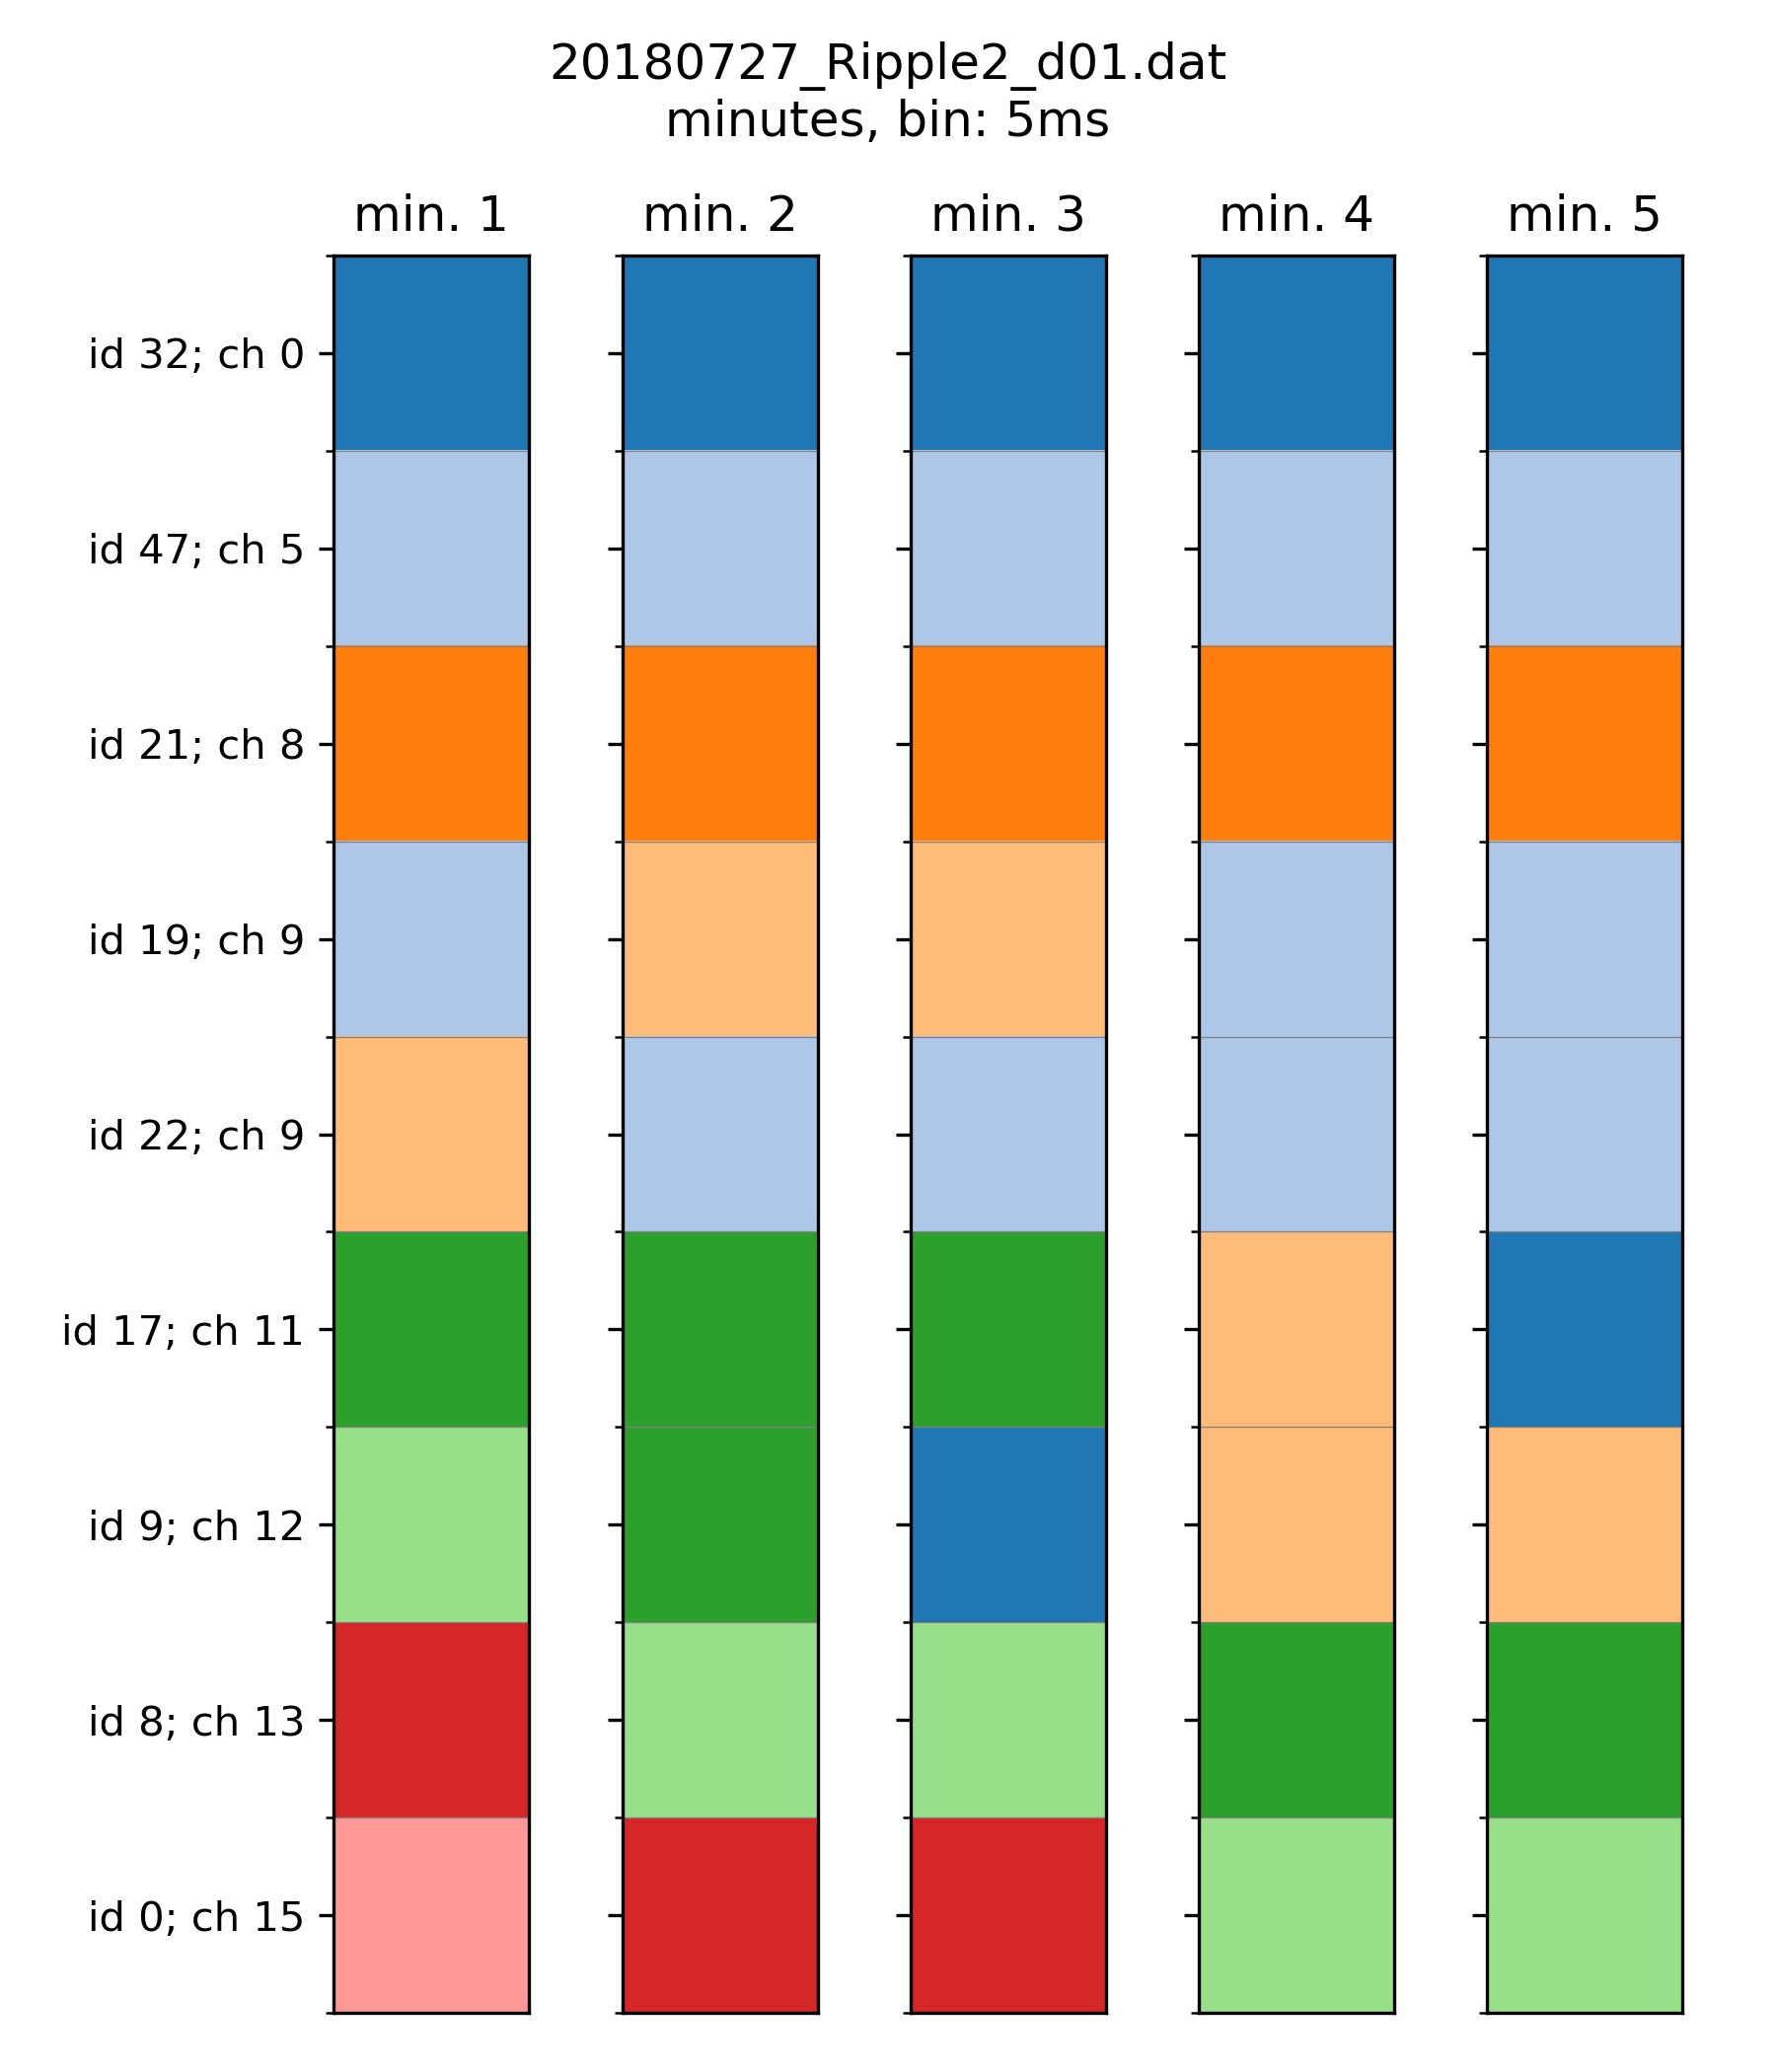 20180727_Ripple2_d01.dat
minutes, bin: 5ms
min. 1 min. 2 min. 3 min. 4 min. 5
id 32; ch 0
id 47; ch 5
id 21; ch 8
id 19; ch 9
id 22; ch 9
id 17; ch 11
id 9; ch 12
id 8; ch 13
id 0; ch 15